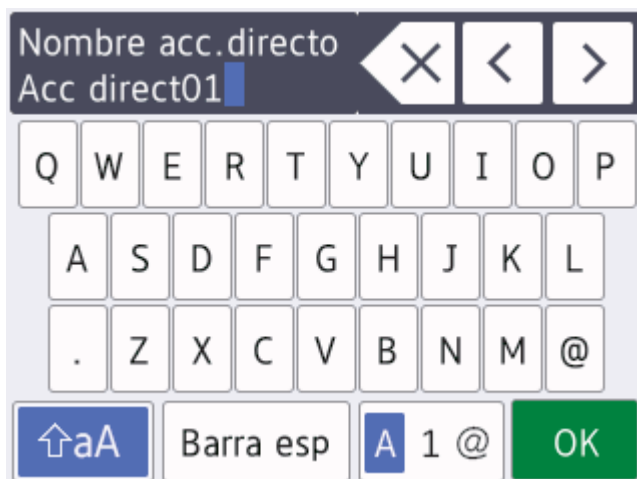 Nombre acc.directo
Acc direct01
Q W E R T Y U I O P
A S D F G H J K L
. Z X C V B N M @
aA Barra esp A 1 @ OK